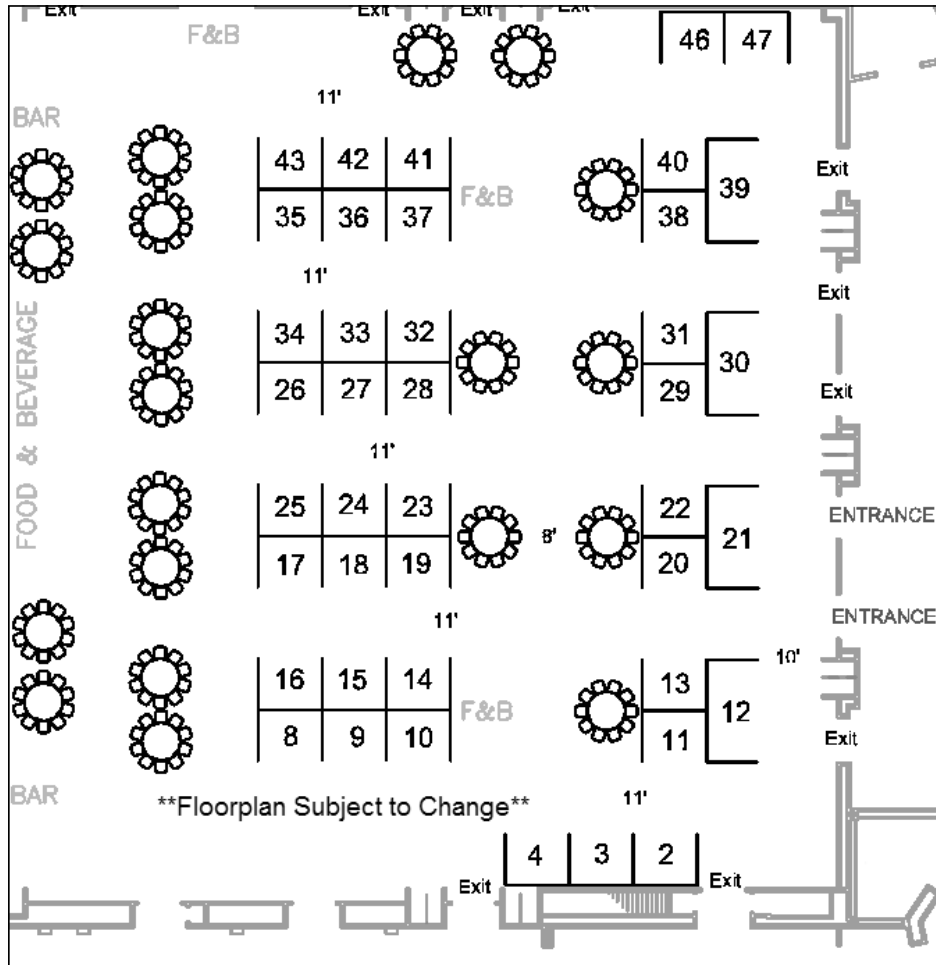 Exit Exit Exit Exit
F&B
46 47
11'
BAR
43 42 41 40
Exit
39
35 36 37 F&B 38
11'
Exit
34 33 32 31
30
26 27 28 29
Exit
FOOD & BEVERAGE
11'
25 24 23 22
ENTRANCE
8' 21
17 18 19 20
11'
ENTRANCE
10'
16 15 14 13
F&B 12
8 9 10 11
Exit
BAR
**Floorplan Subject to Change** 11'
4 3 2
Exit Exit